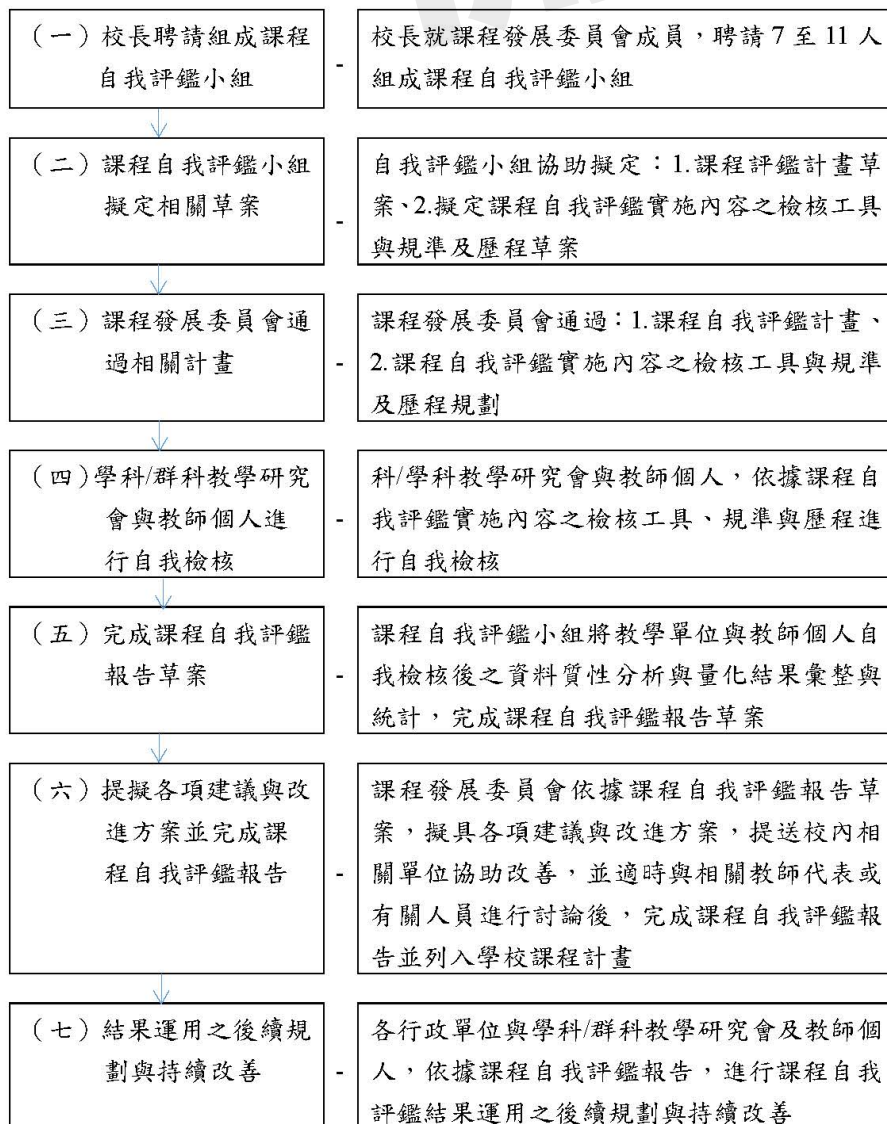 （一）校長聘請組成課程
自我評鑑小組
-
校長就課程發展委員會成員，聘請 7 至 11 人
組成課程自我評鑑小組
（二）課程自我評鑑小組
擬定相關草案
-
自我評鑑小組協助擬定：1.課程評鑑計畫草
案、2.擬定課程自我評鑑實施內容之檢核工具
與規準及歷程草案
（三）課程發展委員會通
過相關計畫
-
課程發展委員會通過：1.課程自我評鑑計畫、
2.課程自我評鑑實施內容之檢核工具與規準
及歷程規劃
（四）學科/群科教學研究
會與教師個人進
行自我檢核
-
科/學科教學研究會與教師個人，依據課程自
我評鑑實施內容之檢核工具、規準與歷程進
行自我檢核
（五）完成課程自我評鑑
報告草案
-
課程自我評鑑小組將教學單位與教師個人自
我檢核後之資料質性分析與量化結果彙整與
統計，完成課程自我評鑑報告草案
（六）提擬各項建議與改
進方案並完成課
程自我評鑑報告
-
課程發展委員會依據課程自我評鑑報告草
案，擬具各項建議與改進方案，提送校內相
關單位協助改善，並適時與相關教師代表或
有關人員進行討論後，完成課程自我評鑑報
告並列入學校課程計畫
（七）結果運用之後續規
劃與持續改善
-
各行政單位與學科/群科教學研究會及教師個
人，依據課程自我評鑑報告，進行課程自我
評鑑結果運用之後續規劃與持續改善